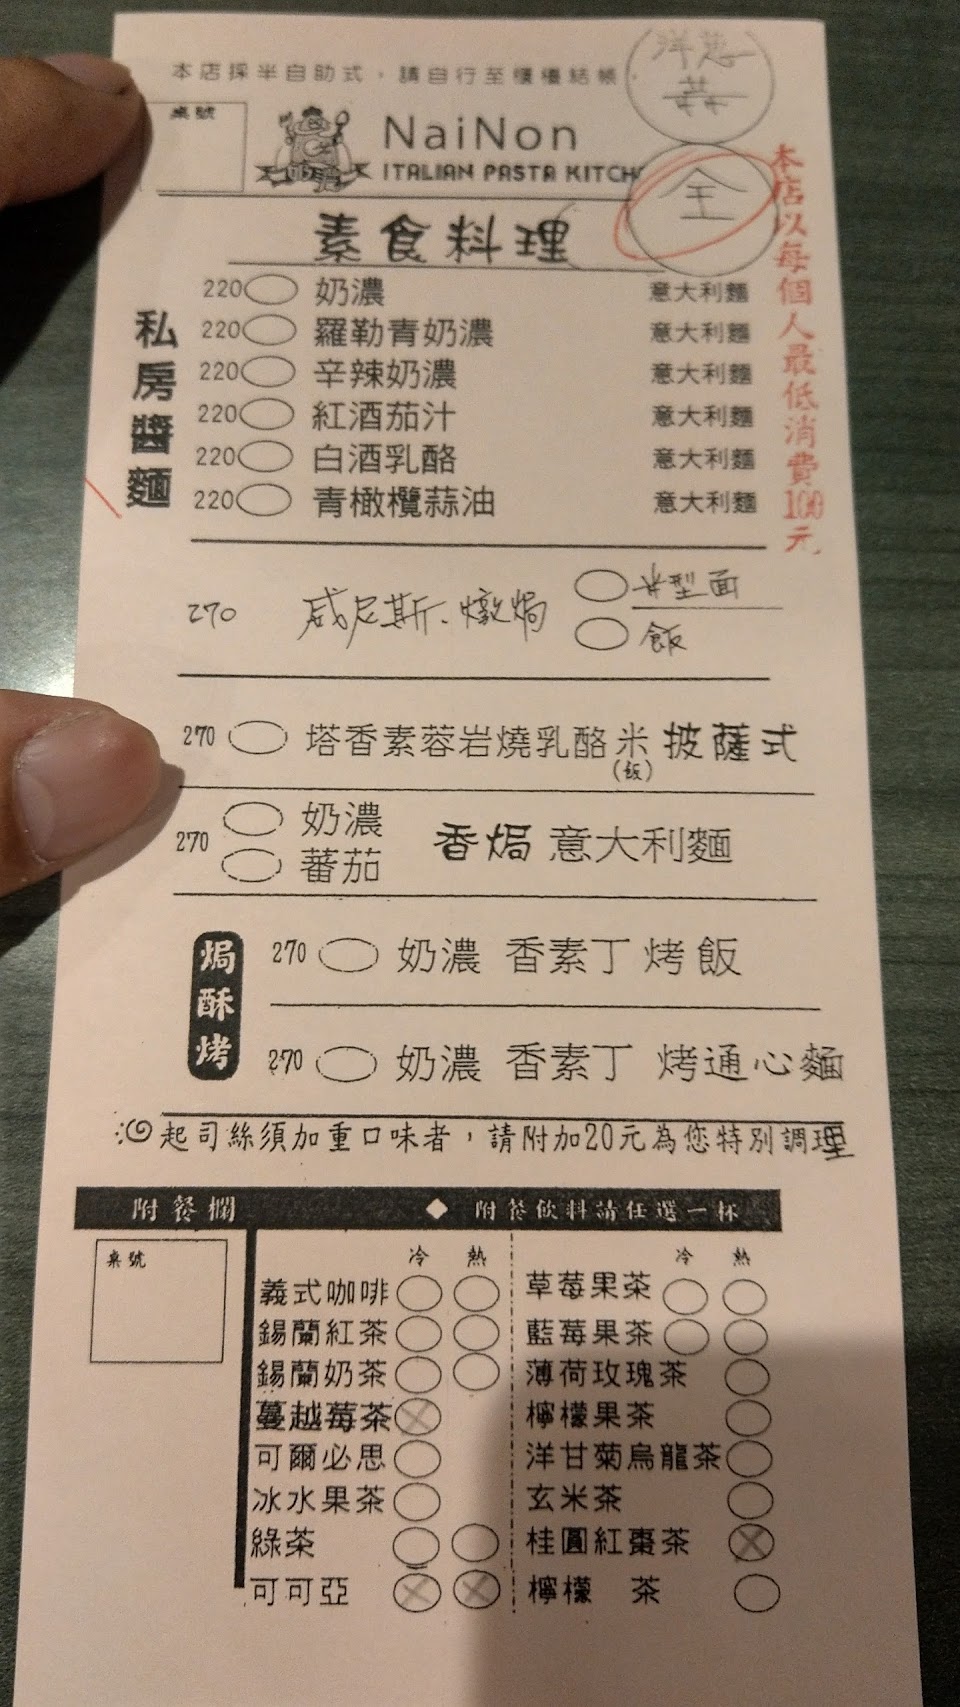 本店採半自助式，請自行至櫃檯結帳
洋蔥
葷
桌號
NaiNon
ITALIAN PASTA KITCH
全
本店以每個人最低消費100元
素食料理
私房醬麵
220 奶濃 意大利麵
220 羅勒青奶濃 意大利麵
220 辛辣奶濃 意大利麵
220 紅酒茄汁 意大利麵
220 白酒乳酪 意大利麵
220 青橄欖蒜油 意大利麵
270 威尼斯、燉焗 米型面
飯
270 塔香素蓉岩燒乳酪米披薩式
(飯)
270 奶濃 香焗 意大利麵
蕃茄
焗酥烤
270 奶濃 香素丁 烤飯
270 奶濃 香素丁 烤通心麵
起司絲須加重口味者，請附加20元為您特別調理
附餐欄 ◆ 附餐飲料請任選一杯
桌號
冷 熱 冷 熱
義式咖啡 草莓果茶
錫蘭紅茶 藍莓果茶
錫蘭奶茶 薄荷玫瑰茶
蔓越莓茶 檸檬果茶
可爾必思 洋甘菊烏龍茶
冰水果茶 玄米茶
綠茶 桂圓紅棗茶
可可亞 檸檬 茶